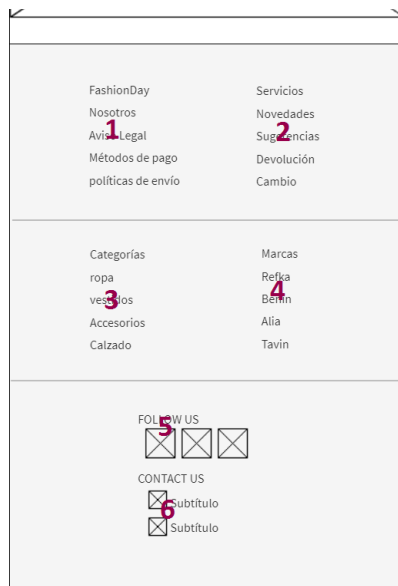 FashionDay
Nosotros
Aviso Legal
Métodos de pago
políticas de envío
1
Servicios
Novedades
Sugerencias
Devolución
Cambio
2
Categorías
ropa
vestidos
Accesorios
Calzado
3
Marcas
Refka
Benin
Alia
Tavin
4
FOLLOW US
5
CONTACT US
Subtítulo
Subtítulo
6